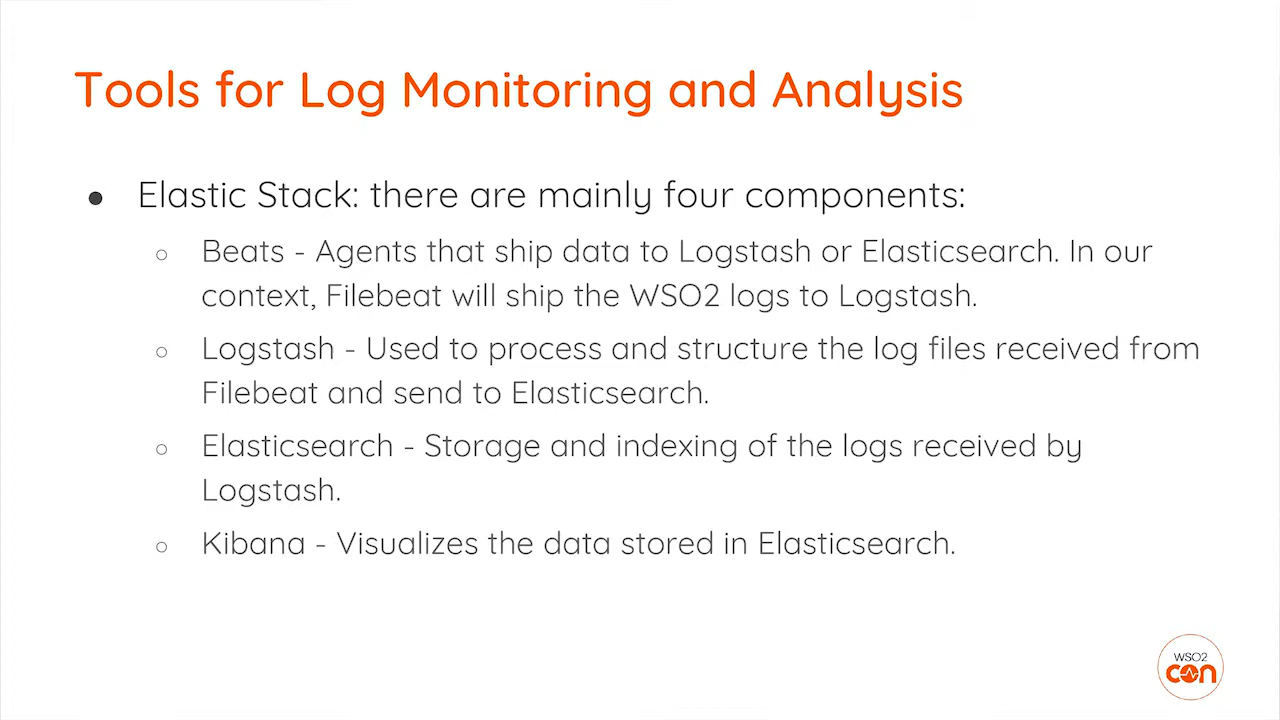 Tools for Log Monitoring and Analysis
● Elastic Stack: there are mainly four components:
○ Beats - Agents that ship data to Logstash or Elasticsearch. In our
context, Filebeat will ship the WSO2 logs to Logstash.
○ Logstash - Used to process and structure the log files received from
Filebeat and send to Elasticsearch.
○ Elasticsearch - Storage and indexing of the logs received by
Logstash.
○ Kibana - Visualizes the data stored in Elasticsearch.
WSO2
con